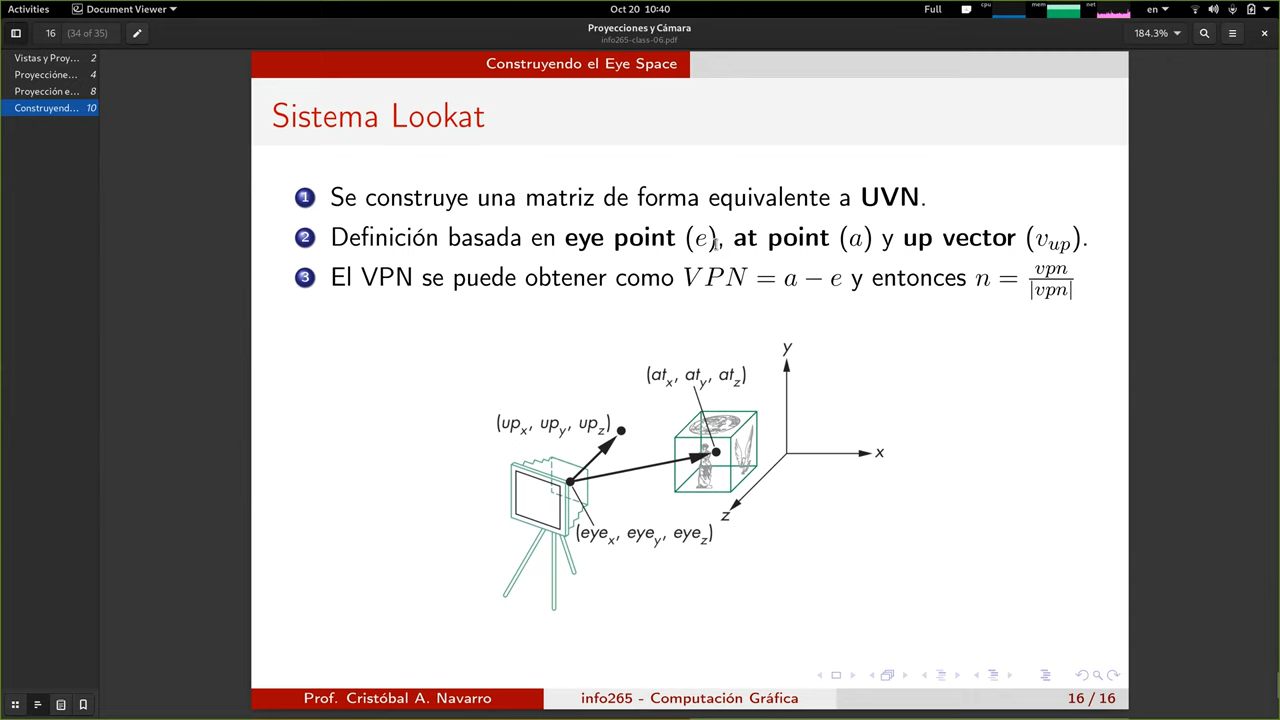 Activities
Document Viewer
Oct 20 10:40
Full
cpu
mem
net
en
16
(34 of 35)
Proyecciones y Cámara
info265-class-06.pdf
184.3%
Vistas y Proy… 2
Proyeccióne… 4
Proyección e… 8
Construyend… 10
Construyendo el Eye Space
Sistema Lookat
1 Se construye una matriz de forma equivalente a UVN.
2 Definición basada en eye point (e), at point (a) y up vector (v_up).
3 El VPN se puede obtener como VPN = a − e y entonces n = vpn/|vpn|
y
(at_x, at_y, at_z)
(up_x, up_y, up_z)
x
z
(eye_x, eye_y, eye_z)
Prof. Cristóbal A. Navarro
info265 - Computación Gráfica
16 / 16